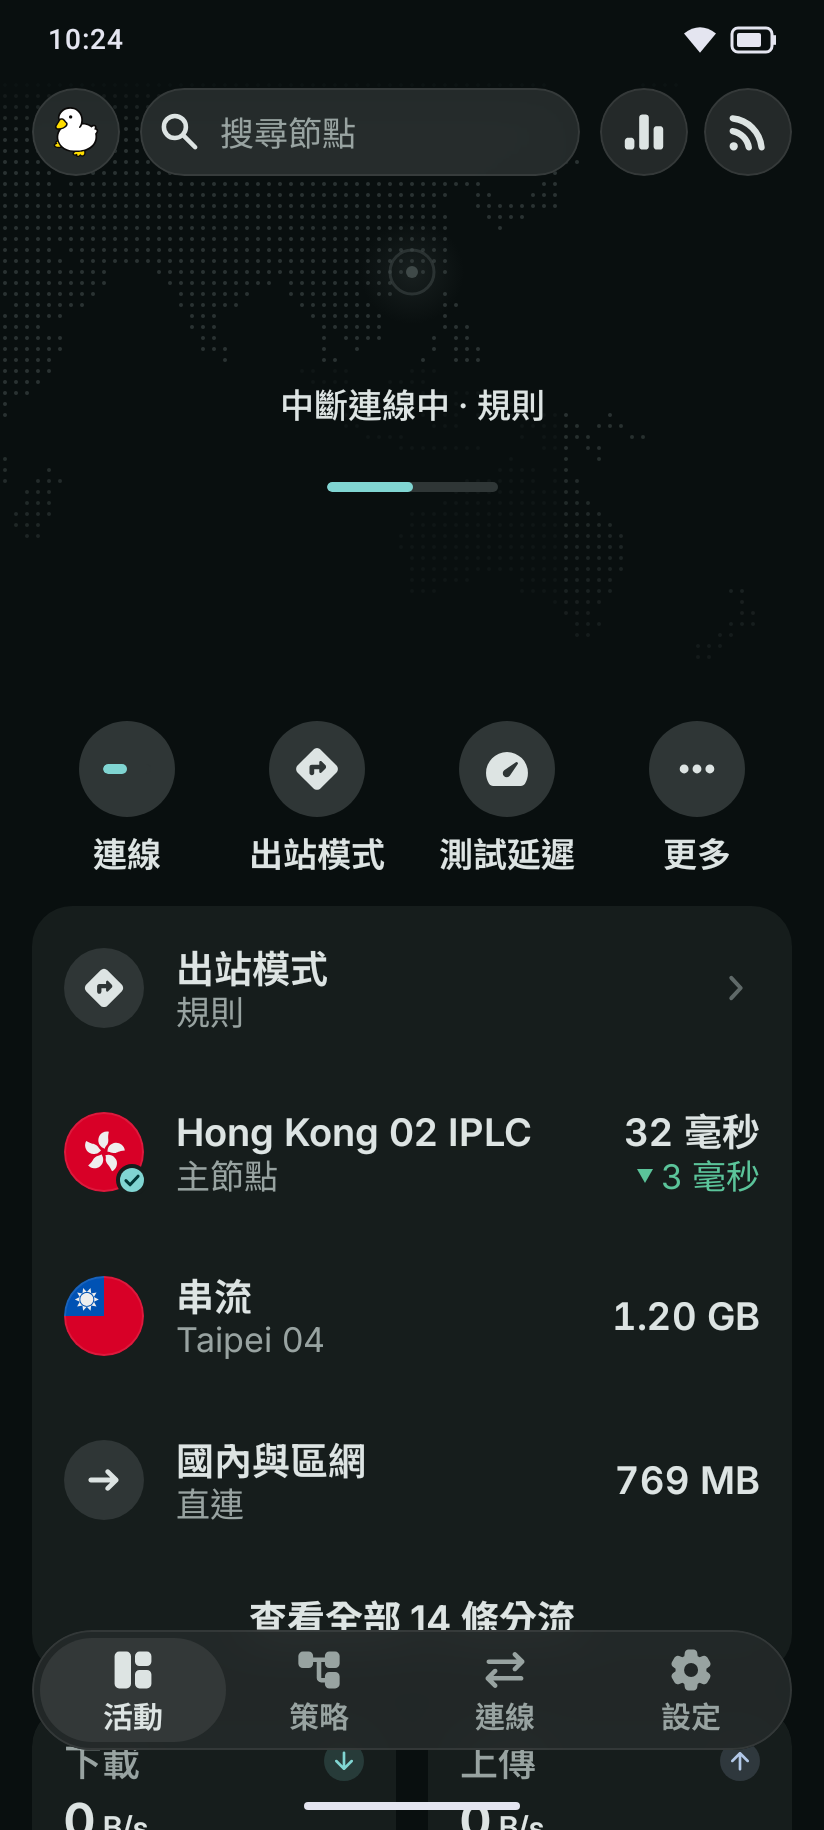 10:24
搜尋節點
中斷連線中 · 規則
連線
出站模式
測試延遲
更多
出站模式
規則
Hong Kong 02 IPLC
32 毫秒
主節點
▼3 毫秒
串流
1.20 GB
Taipei 04
國內與區網
769 MB
直連
查看全部 14 條分流
活動
策略
連線
設定
下載
上傳
0 B/s
0 B/s